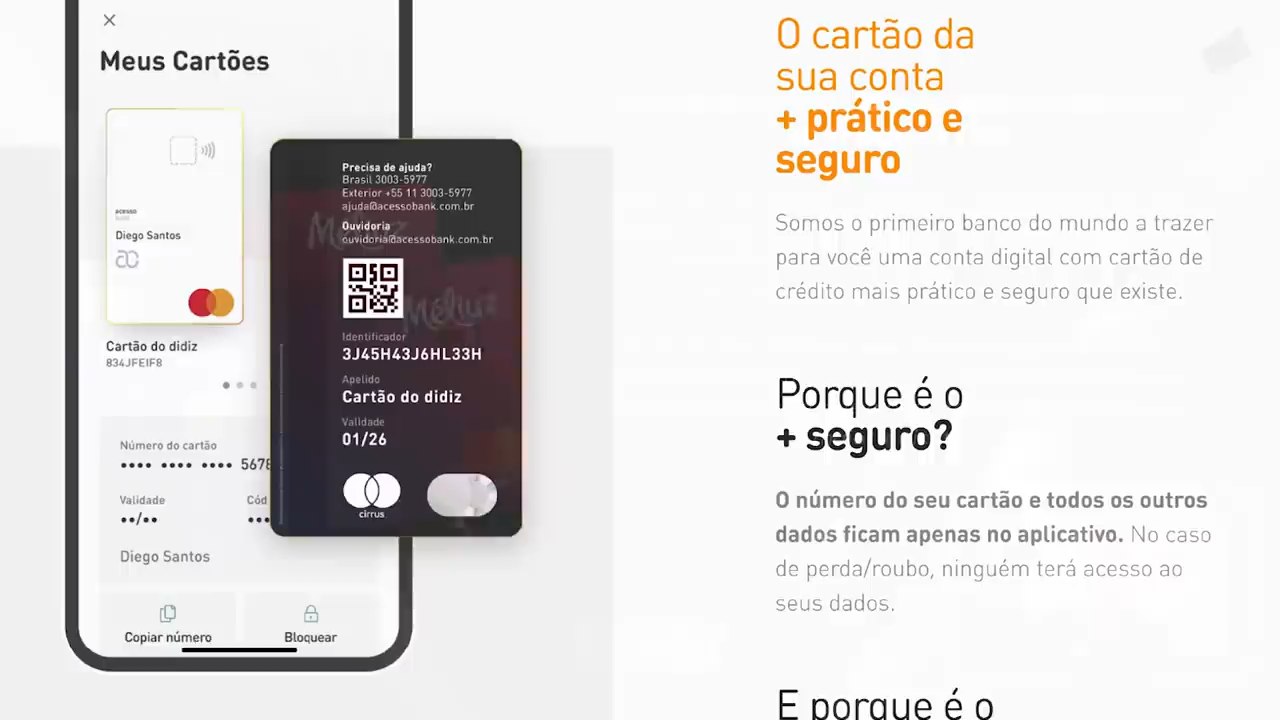 Meus Cartões
acesso
Diego Santos
Cartão do didiz
834JFEIF8
Número do cartão
•••• •••• •••• 5678
Validade
Cód
••/••
•••
Diego Santos
Copiar número
Bloquear
Precisa de ajuda?
Brasil 3003-5977
Exterior +55 11 3003-5977
ajuda@acessobank.com.br
Ouvidoria
ouvidoria@acessobank.com.br
Méliuz
Méliuz
Identificador
3J45H43J6HL33H
Apelido
Cartão do didiz
Validade
01/26
cirrus
O cartão da
sua conta
+ prático e
seguro
Somos o primeiro banco do mundo a trazer
para você uma conta digital com cartão de
crédito mais prático e seguro que existe.
Porque é o
+ seguro?
O número do seu cartão e todos os outros
dados ficam apenas no aplicativo. No caso
de perda/roubo, ninguém terá acesso ao
seus dados.
E porque é o